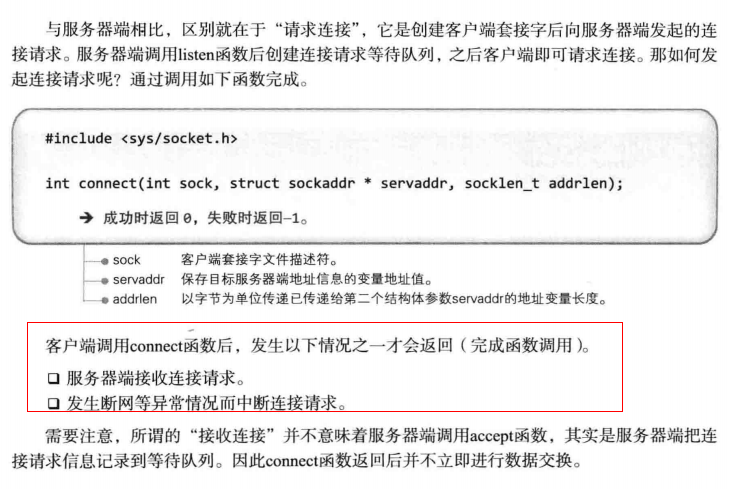 与服务器端相比，区别就在于“请求连接”，它是创建客户端套接字后向服务器端发起的连
接请求。服务器端调用listen函数后创建连接请求等待队列，之后客户端即可请求连接。那如何发
起连接请求呢？通过调用如下函数完成。
#include <sys/socket.h>
int connect(int sock, struct sockaddr * servaddr, socklen_t addrlen);
→ 成功时返回 0，失败时返回-1。
sock 客户端套接字文件描述符。
servaddr 保存目标服务器端地址信息的变量地址值。
addrlen 以字节为单位传递已传递给第二个结构体参数servaddr的地址变量长度。
客户端调用connect函数后，发生以下情况之一才会返回（完成函数调用）。
❑ 服务器端接收连接请求。
❑ 发生断网等异常情况而中断连接请求。
需要注意，所谓的“接收连接”并不意味着服务器端调用accept函数，其实是服务器端把连
接请求信息记录到等待队列。因此connect函数返回后并不立即进行数据交换。